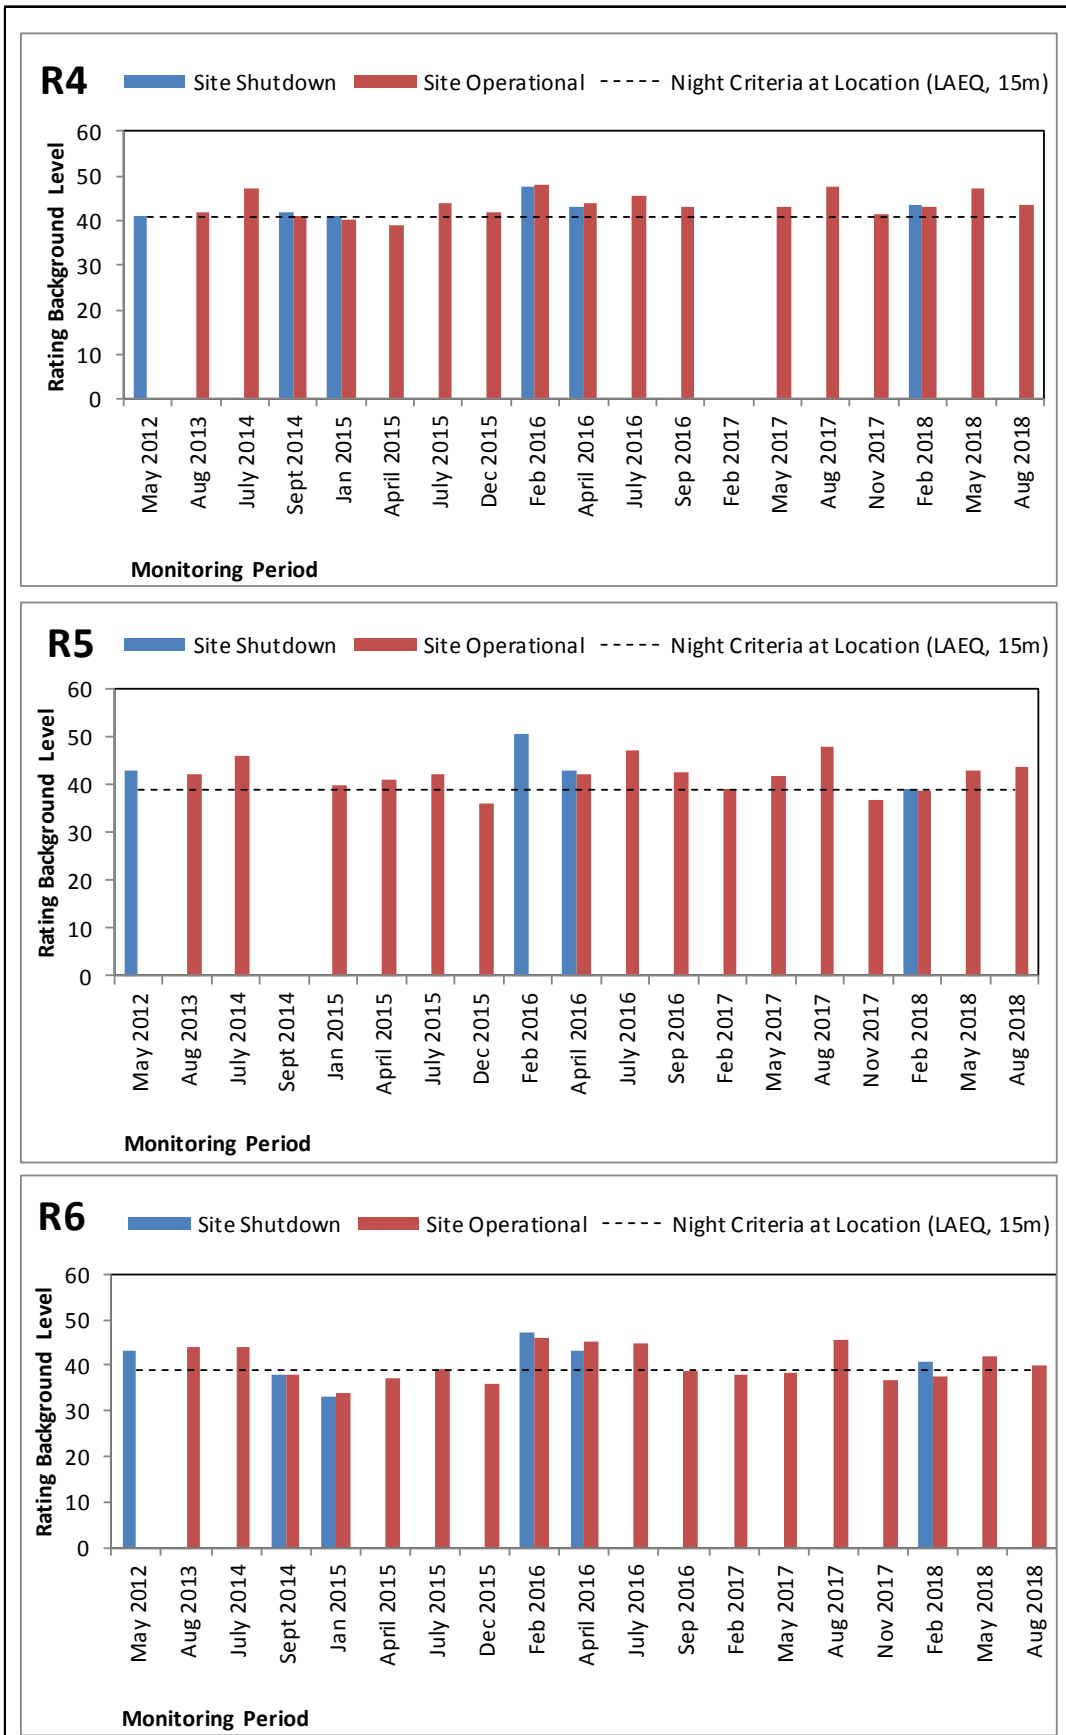 R4 Site Shutdown Site Operational Night Criteria at Location (LAEQ, 15m)
Rating Background Level
60
50
40
30
20
10
0
May 2012
Aug 2013
July 2014
Sept 2014
Jan 2015
April 2015
July 2015
Dec 2015
Feb 2016
April 2016
July 2016
Sep 2016
Feb 2017
May 2017
Aug 2017
Nov 2017
Feb 2018
May 2018
Aug 2018
Monitoring Period
R5 Site Shutdown Site Operational Night Criteria at Location (LAEQ, 15m)
Rating Background Level
60
50
40
30
20
10
0
May 2012
Aug 2013
July 2014
Sept 2014
Jan 2015
April 2015
July 2015
Dec 2015
Feb 2016
April 2016
July 2016
Sep 2016
Feb 2017
May 2017
Aug 2017
Nov 2017
Feb 2018
May 2018
Aug 2018
Monitoring Period
R6 Site Shutdown Site Operational Night Criteria at Location (LAEQ, 15m)
Rating Background Level
60
50
40
30
20
10
0
May 2012
Aug 2013
July 2014
Sept 2014
Jan 2015
April 2015
July 2015
Dec 2015
Feb 2016
April 2016
July 2016
Sep 2016
Feb 2017
May 2017
Aug 2017
Nov 2017
Feb 2018
May 2018
Aug 2018
Monitoring Period